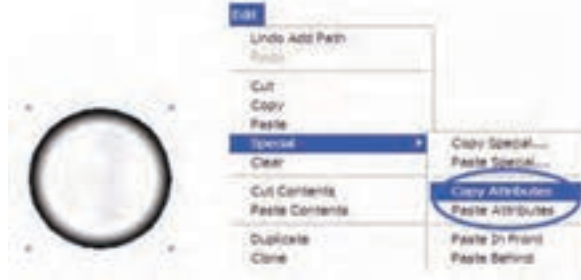 Edit
Undo Add Path
Redo
Cut
Copy
Paste
Special
Clear
Cut Contents
Paste Contents
Duplicate
Clone
Copy Special...
Paste Special...
Copy Attributes
Paste Attributes
Paste In Front
Paste Behind